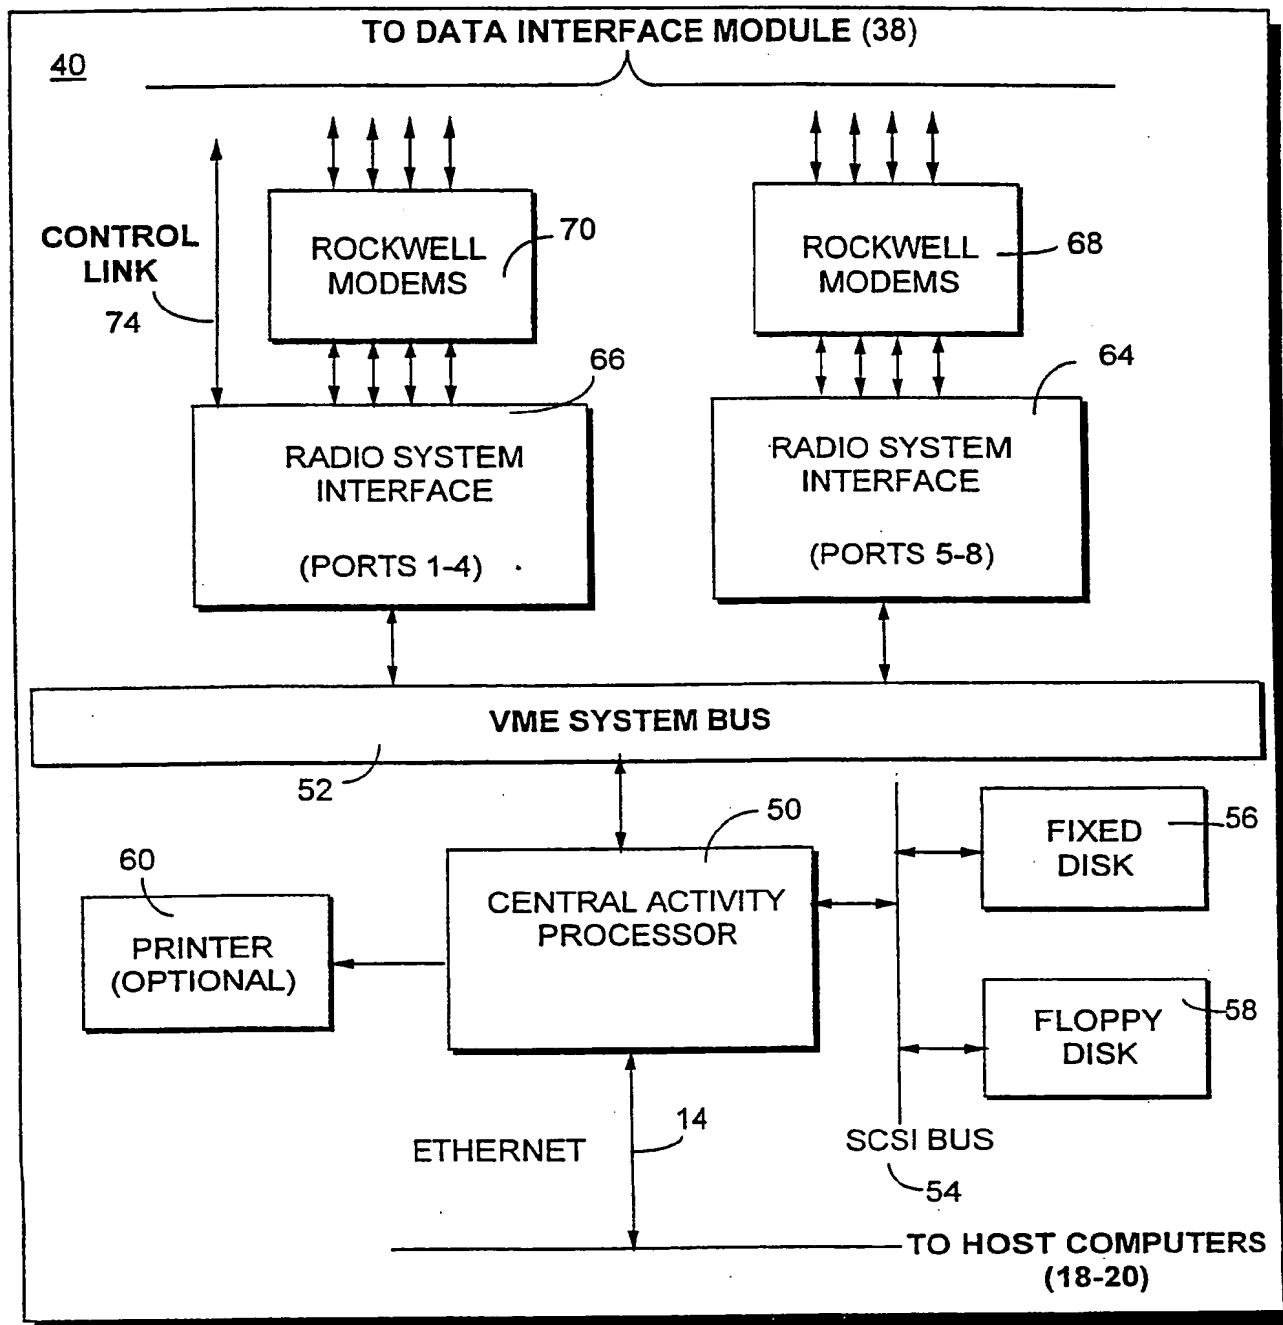 TO DATA INTERFACE MODULE (38)
40
CONTROL
LINK
74
ROCKWELL
MODEMS
70
ROCKWELL
MODEMS
68
66
RADIO SYSTEM
INTERFACE
(PORTS 1-4)
64
RADIO SYSTEM
INTERFACE
(PORTS 5-8)
VME SYSTEM BUS
52
50
CENTRAL ACTIVITY
PROCESSOR
60
PRINTER
(OPTIONAL)
FIXED
DISK
56
FLOPPY
DISK
58
ETHERNET
14
SCSI BUS
54
TO HOST COMPUTERS
(18-20)